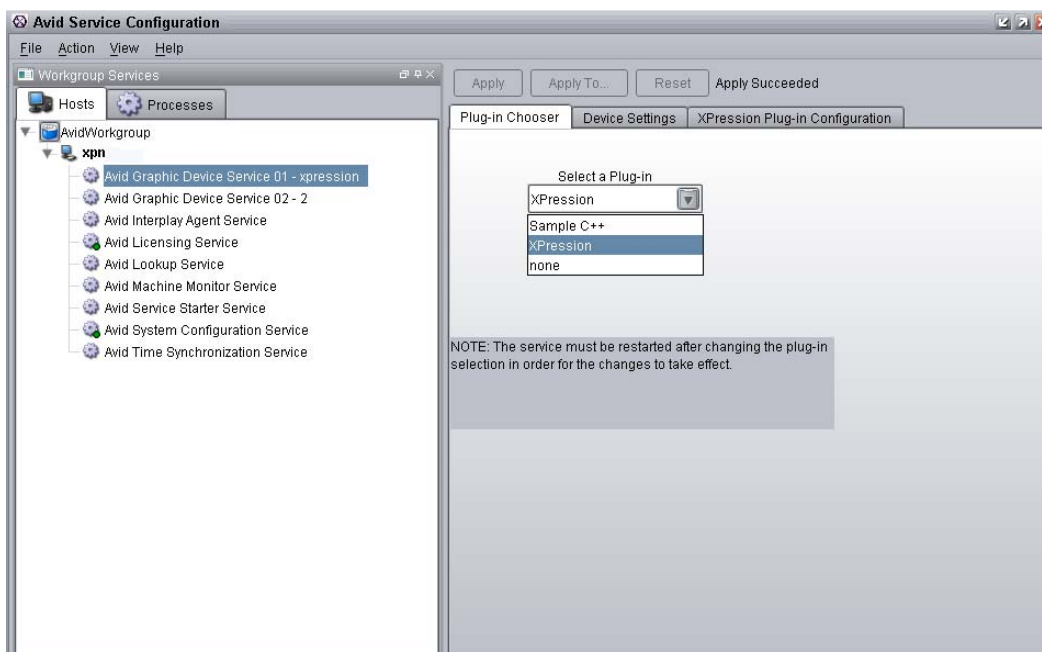 Avid Service Configuration
File Action View Help
Workgroup Services
Hosts
Processes
AvidWorkgroup
xpn
Avid Graphic Device Service 01 - xpression
Avid Graphic Device Service 02 - 2
Avid Interplay Agent Service
Avid Licensing Service
Avid Lookup Service
Avid Machine Monitor Service
Avid Service Starter Service
Avid System Configuration Service
Avid Time Synchronization Service
Apply
Apply To...
Reset
Apply Succeeded
Plug-in Chooser
Device Settings
XPression Plug-in Configuration
Select a Plug-in
XPression
Sample C++
XPression
none
NOTE: The service must be restarted after changing the plug-in
selection in order for the changes to take effect.